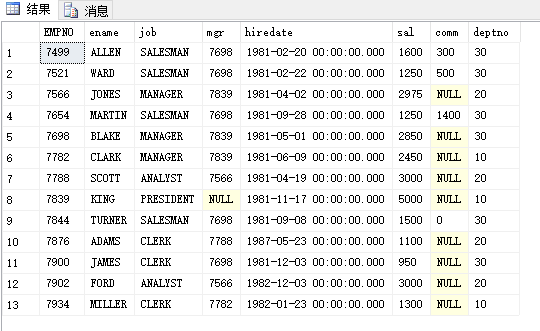 结果 消息
EMPNO ename job mgr hiredate sal comm deptno
1 7499 ALLEN SALESMAN 7698 1981-02-20 00:00:00.000 1600 300 30
2 7521 WARD SALESMAN 7698 1981-02-22 00:00:00.000 1250 500 30
3 7566 JONES MANAGER 7839 1981-04-02 00:00:00.000 2975 NULL 20
4 7654 MARTIN SALESMAN 7698 1981-09-28 00:00:00.000 1250 1400 30
5 7698 BLAKE MANAGER 7839 1981-05-01 00:00:00.000 2850 NULL 30
6 7782 CLARK MANAGER 7839 1981-06-09 00:00:00.000 2450 NULL 10
7 7788 SCOTT ANALYST 7566 1981-04-19 00:00:00.000 3000 NULL 20
8 7839 KING PRESIDENT NULL 1981-11-17 00:00:00.000 5000 NULL 10
9 7844 TURNER SALESMAN 7698 1981-09-08 00:00:00.000 1500 0 30
10 7876 ADAMS CLERK 7788 1987-05-23 00:00:00.000 1100 NULL 20
11 7900 JAMES CLERK 7698 1981-12-03 00:00:00.000 950 NULL 30
12 7902 FORD ANALYST 7566 1982-12-03 00:00:00.000 3000 NULL 20
13 7934 MILLER CLERK 7782 1982-01-23 00:00:00.000 1300 NULL 10